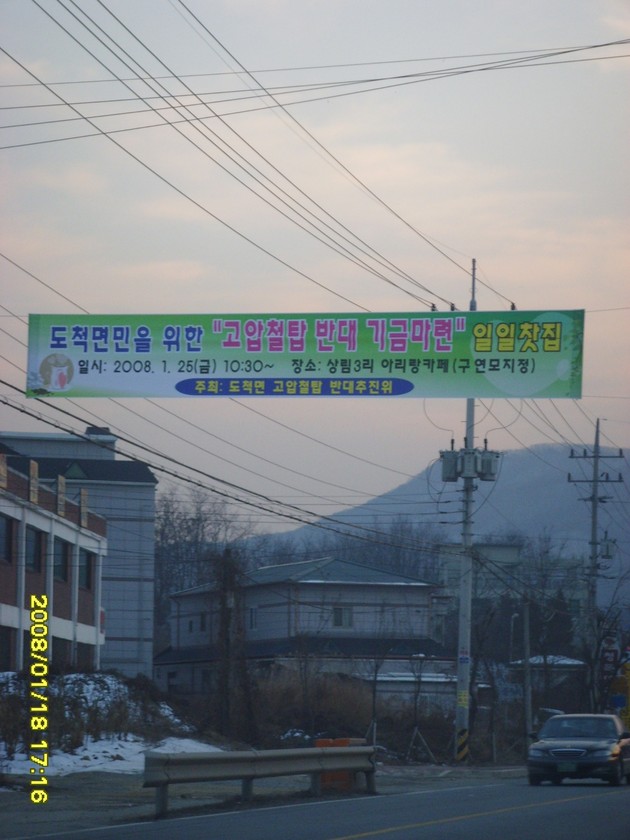 도척면민을 위한 "고압철탑 반대 기금마련" 일일찻집
일시: 2008. 1. 25(금) 10:30~ 장소: 상림3리 아리랑카페(구 연모지정)
주최: 도척면 고압철탑 반대추진위
2008/01/18 17:16